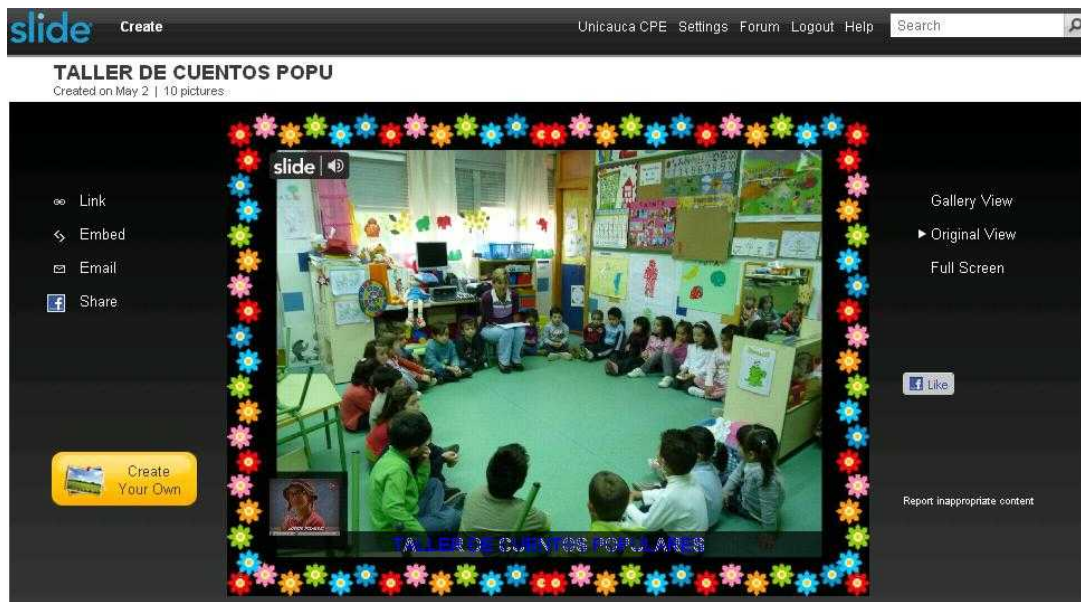 slide
Create
Unicauca CPE Settings Forum Logout Help
Search
TALLER DE CUENTOS POPU
Created on May 2 | 10 pictures
slide
Link
Embed
Email
Share
Gallery View
Original View
Full Screen
Like
Create
Your Own
Report inappropriate content
TALLER DE CUENTOS POPULARES